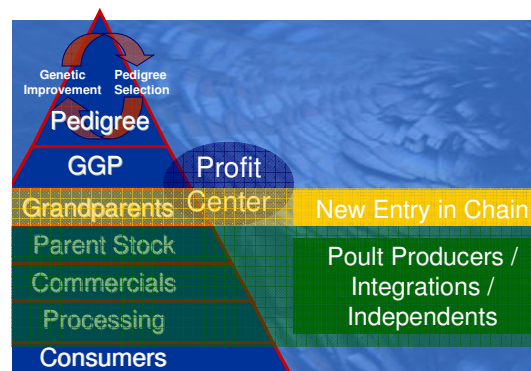 Genetic
Improvement
Pedigree
Selection
Pedigree
GGP
Profit
Center
Grandparents
New Entry in Chain
Parent Stock
Commercials
Processing
Poult Producers /
Integrations /
Independents
Consumers